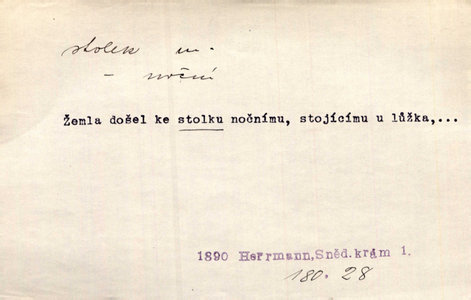 stolek m.
– noční
Žemla došel ke stolku nočnímu, stojícímu u lůžka,...
1890 Herrmann,Sněd.krám 1.
180. 28